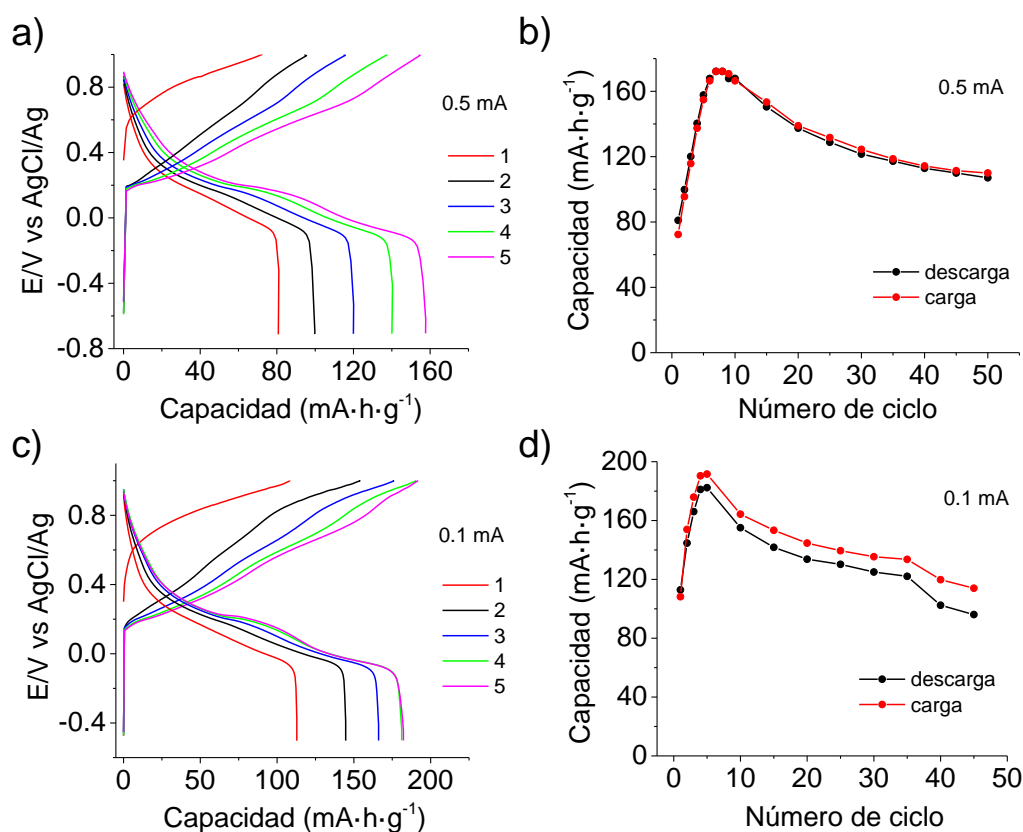 a)
0.8
0.4
0.0
-0.4
-0.8
E/V vs AgCl/Ag
0.5 mA
1
2
3
4
5
0 40 80 120 160
Capacidad (mA·h·g⁻¹)
b)
160
120
80
40
0
Capacidad (mA·h·g⁻¹)
0.5 mA
descarga
carga
0 10 20 30 40 50
Número de ciclo
c)
0.8
0.4
0.0
-0.4
E/V vs AgCl/Ag
0.1 mA
1
2
3
4
5
0 50 100 150 200
Capacidad (mA·h·g⁻¹)
d)
200
160
120
80
40
0
Capacidad (mA·h·g⁻¹)
0.1 mA
descarga
carga
0 10 20 30 40 50
Número de ciclo